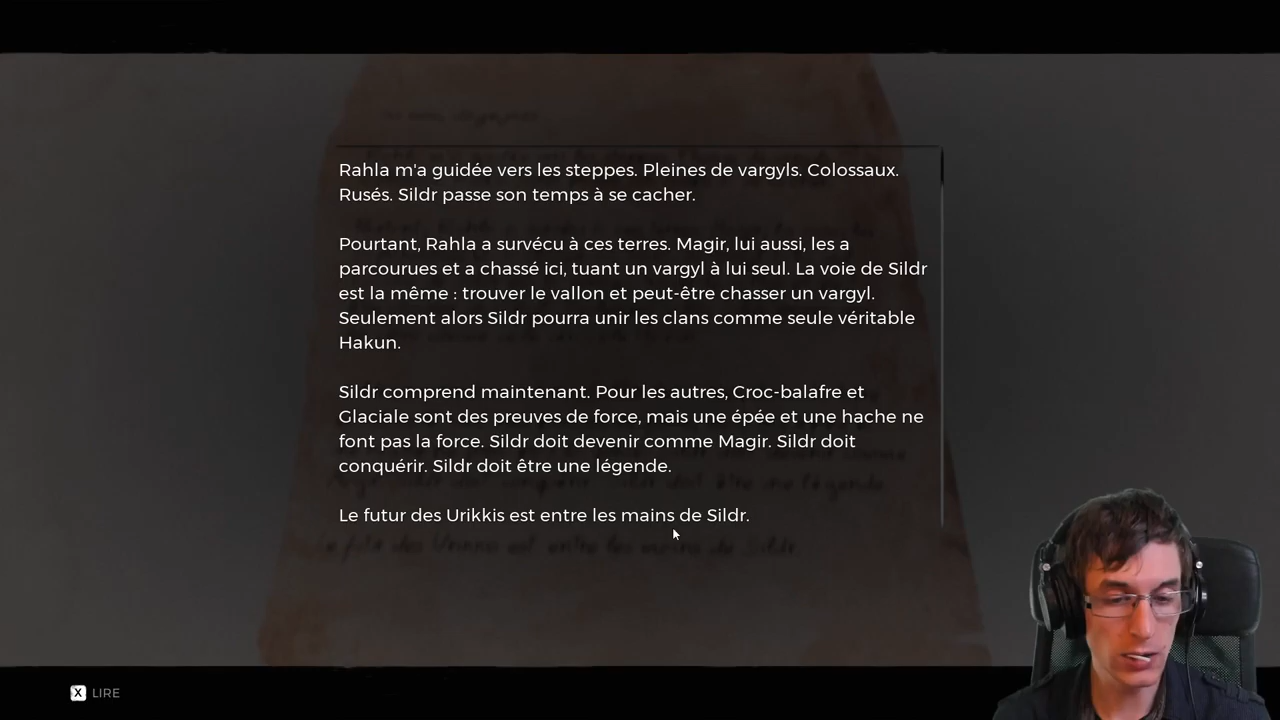 Rahla m'a guidée vers les steppes. Pleines de vargyls. Colossaux.
Rusés. Sildr passe son temps à se cacher.
Pourtant, Rahla a survécu à ces terres. Magir, lui aussi, les a
parcourues et a chassé ici, tuant un vargyl à lui seul. La voie de Sildr
est la même : trouver le vallon et peut-être chasser un vargyl.
Seulement alors Sildr pourra unir les clans comme seule véritable
Hakun.
Sildr comprend maintenant. Pour les autres, Croc-balafre et
Glaciale sont des preuves de force, mais une épée et une hache ne
font pas la force. Sildr doit devenir comme Magir. Sildr doit
conquérir. Sildr doit être une légende.
Le futur des Urikkis est entre les mains de Sildr.
X LIRE